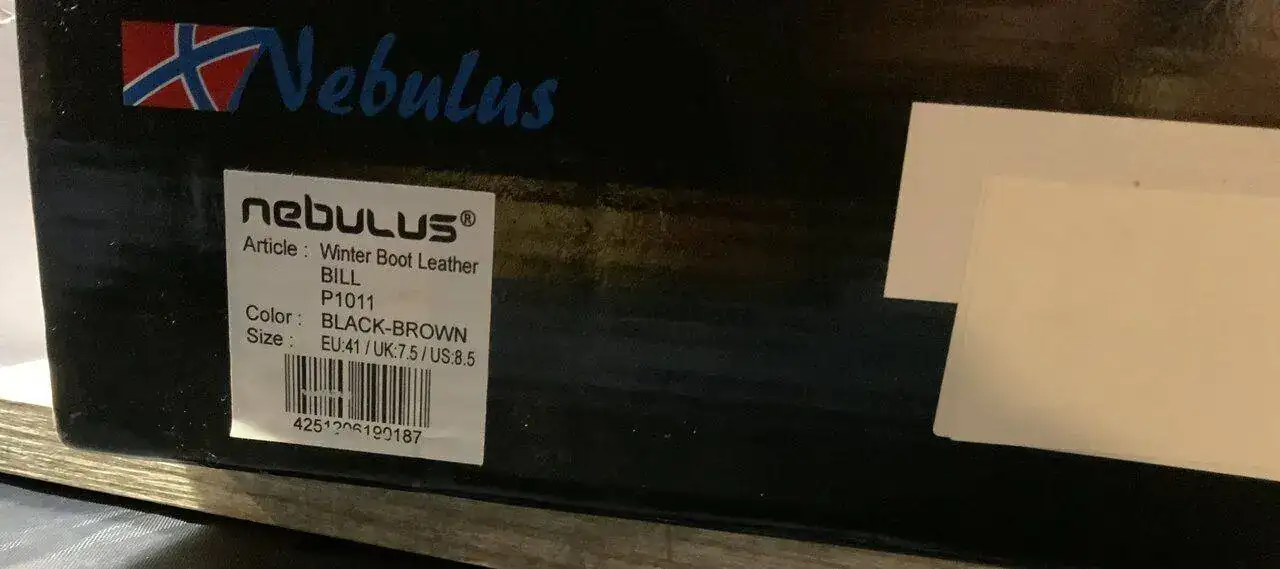 Nebulus
nebulus®
Article : Winter Boot Leather
BILL
P1011
Color : BLACK-BROWN
Size : EU:41 / UK:7.5 / US:8.5
4251206190187